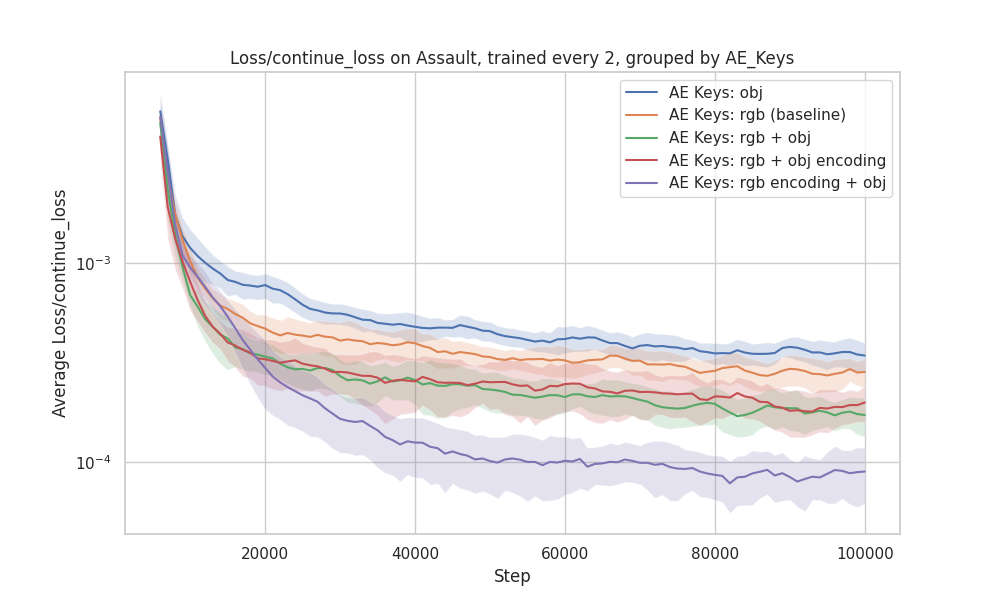 Loss/continue_loss on Assault, trained every 2, grouped by AE_Keys
AE Keys: obj
AE Keys: rgb (baseline)
AE Keys: rgb + obj
AE Keys: rgb + obj encoding
AE Keys: rgb encoding + obj
Average Loss/continue_loss
10⁻³
10⁻⁴
20000 40000 60000 80000 100000
Step